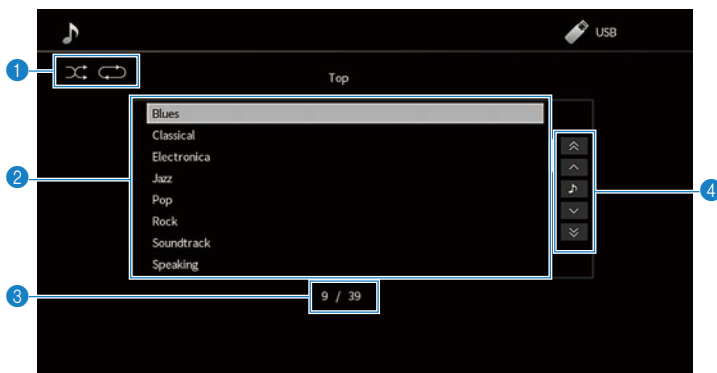 USB
1
Top
Blues
Classical
Electronica
2
Jazz
4
Pop
Rock
Soundtrack
Speaking
3
9 / 39